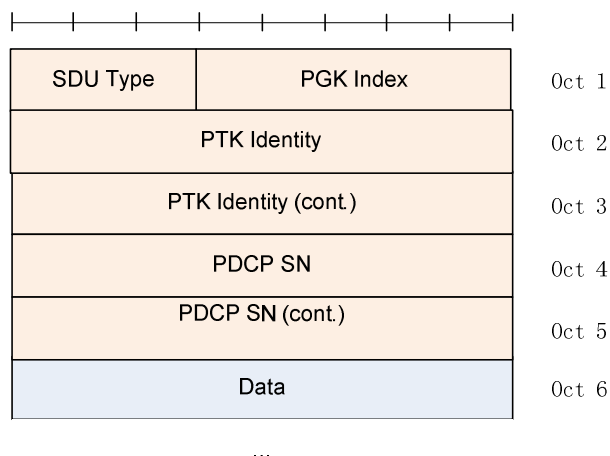 SDU Type PGK Index Oct 1
PTK Identity Oct 2
PTK Identity (cont.) Oct 3
PDCP SN Oct 4
PDCP SN (cont.) Oct 5
Data Oct 6
...